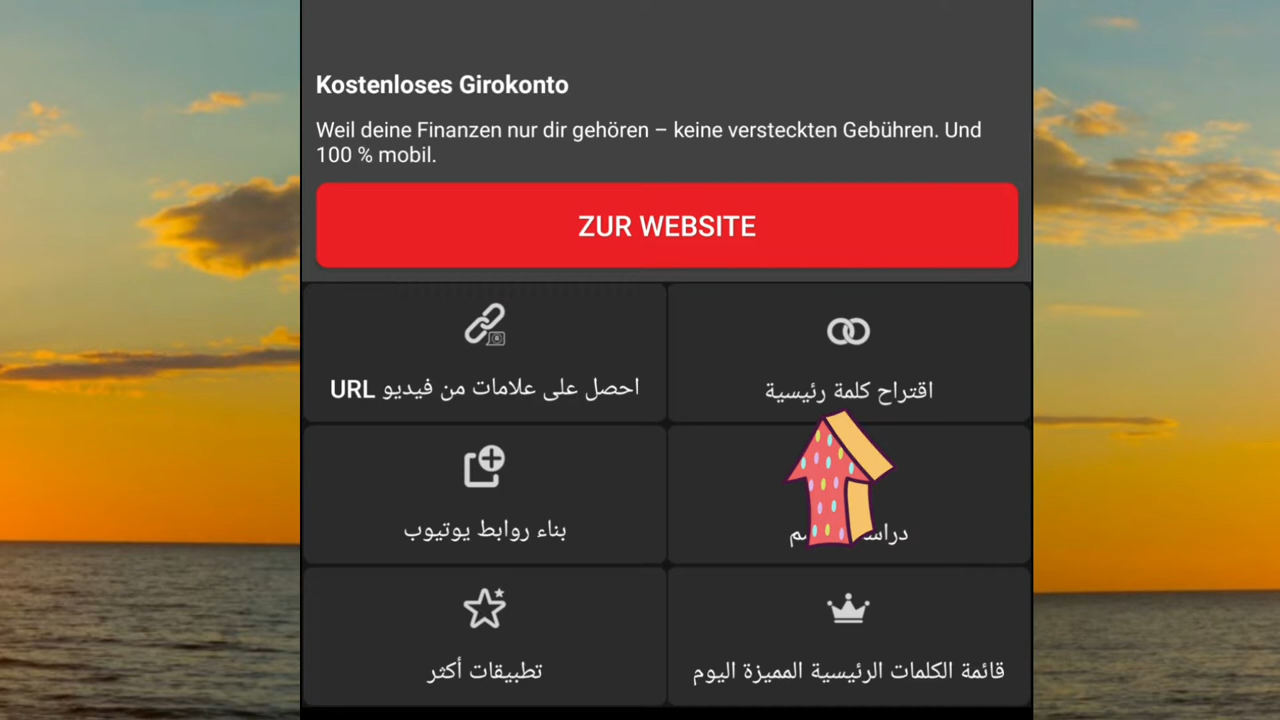 Kostenloses Girokonto
Weil deine Finanzen nur dir gehören – keine versteckten Gebühren. Und
100 % mobil.
ZUR WEBSITE
اقتراح كلمة رئيسية
احصل على علامات من فيديو URL
بناء روابط يوتيوب
قائمة الكلمات الرئيسية المميزة اليوم
تطبيقات أكثر